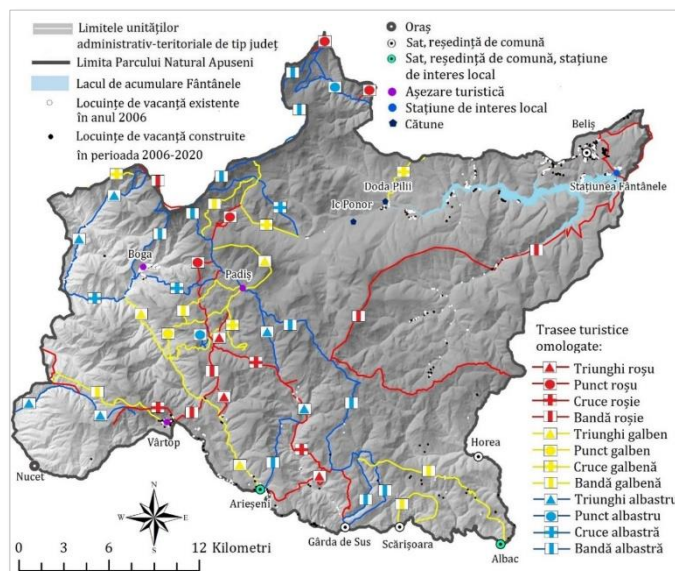 Limitele unităților
administrativ-teritoriale de tip județ
Limita Parcului Natural Apuseni
Lacul de acumulare Fântânele
Locuințe de vacanță existente
în anul 2006
Locuințe de vacanță construite
în perioada 2006-2020
Oraș
Sat, reședință de comună
Sat, reședință de comună, stațiune
de interes local
Așezare turistică
Stațiune de interes local
Cătune
Beliș
Stațiunea Fântânele
Doda Pilii
Ic Ponor
Boga
Padiș
Vârtop
Nucet
Arieșeni
Gârda de Sus
Scărișoara
Horea
Albac
Trasee turistice
omologate:
Triunghi roșu
Punct roșu
Cruce roșie
Bandă roșie
Triunghi galben
Punct galben
Cruce galbenă
Bandă galbenă
Triunghi albastru
Punct albastru
Cruce albastră
Bandă albastră
N
W
E
S
0 3 6 12 Kilometri